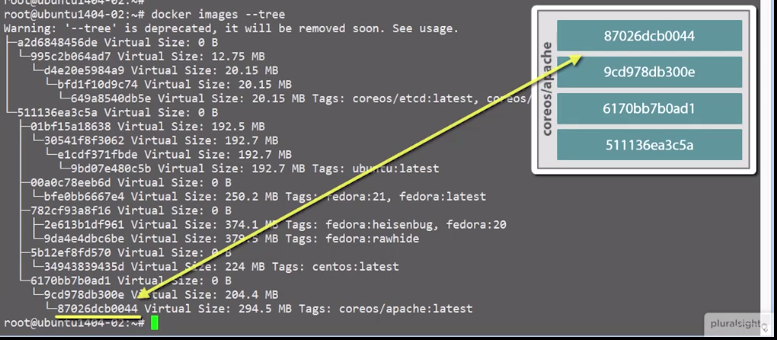 root@ubuntu1404-02:~# docker images --tree
Warning: '--tree' is deprecated, it will be removed soon. See usage.
├─a2d6848456de Virtual Size: 0 B
│ └─995c2b064ad7 Virtual Size: 12.75 MB
│   └─d4e20e5984a9 Virtual Size: 20.15 MB
│     └─bfd1f10d9c74 Virtual Size: 20.15 MB
│       └─649a8540db5e Virtual Size: 20.15 MB Tags: coreos/etcd:latest, coreos/
└─511136ea3c5a Virtual Size: 0 B
  ├─01bf15a18638 Virtual Size: 192.5 MB
  │ └─30541f8f3062 Virtual Size: 192.7 MB
  │   └─e1cdf371fbde Virtual Size: 192.7 MB
  │     └─9bd07e480c5b Virtual Size: 192.7 MB Tags: ubuntu:latest
  ├─00a0c78eeb6d Virtual Size: 0 B
  │ └─bfe0bb6667e4 Virtual Size: 250.2 MB Tags: fedora:21, fedora:latest
  ├─782cf93a8f16 Virtual Size: 0 B
  │ ├─2e613b1df961 Virtual Size: 374.1 MB Tags: fedora:heisenbug, fedora:20
  │ └─9da4e4dbc6be Virtual Size: 379.5 MB Tags: fedora:rawhide
  ├─5b12ef8fd570 Virtual Size: 0 B
  │ └─34943839435d Virtual Size: 224 MB Tags: centos:latest
  └─6170bb7b0ad1 Virtual Size: 0 B
    └─9cd978db300e Virtual Size: 204.4 MB
      └─87026dcb0044 Virtual Size: 294.5 MB Tags: coreos/apache:latest
root@ubuntu1404-02:~#
coreos/apache
87026dcb0044
9cd978db300e
6170bb7b0ad1
511136ea3c5a
pluralsight